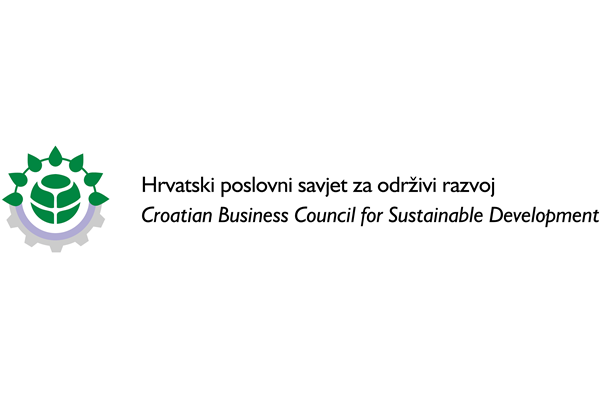 Hrvatski poslovni savjet za održivi razvoj
Croatian Business Council for Sustainable Development